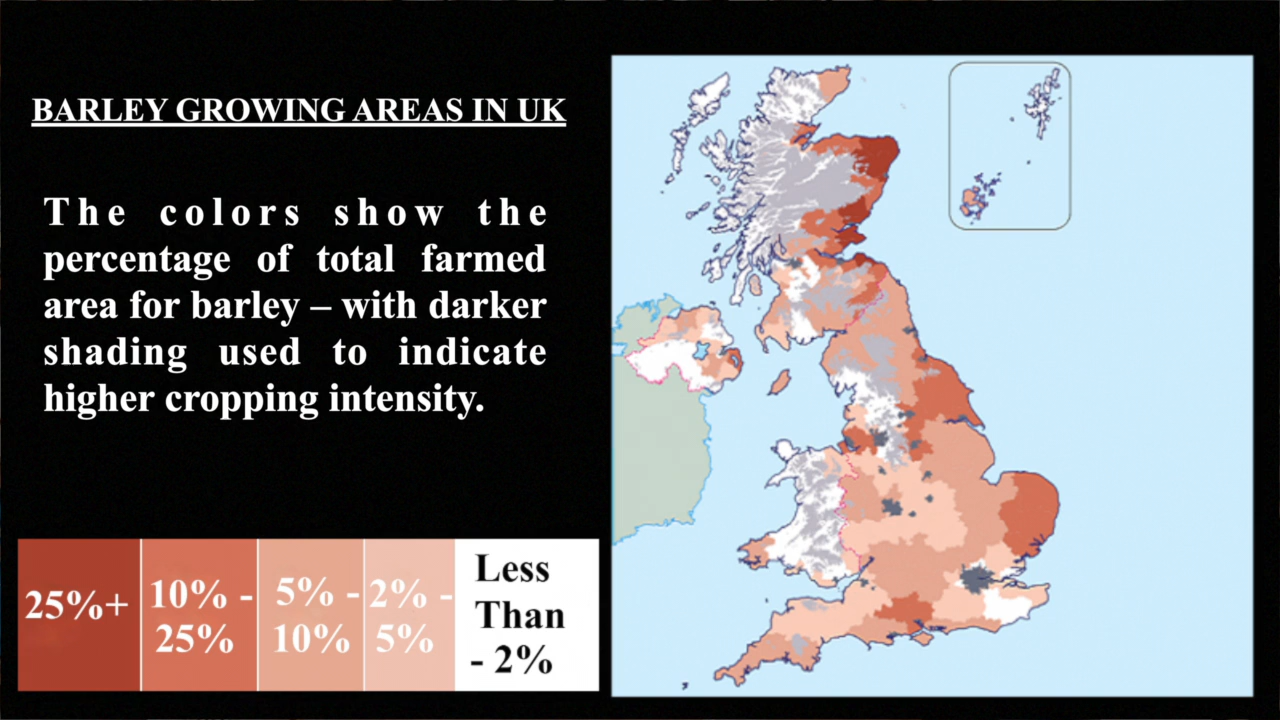 BARLEY GROWING AREAS IN UK
The colors show the
percentage of total farmed
area for barley – with darker
shading used to indicate
higher cropping intensity.
25%+
10% -
25%
5% -
10%
2% -
5%
Less
Than
- 2%